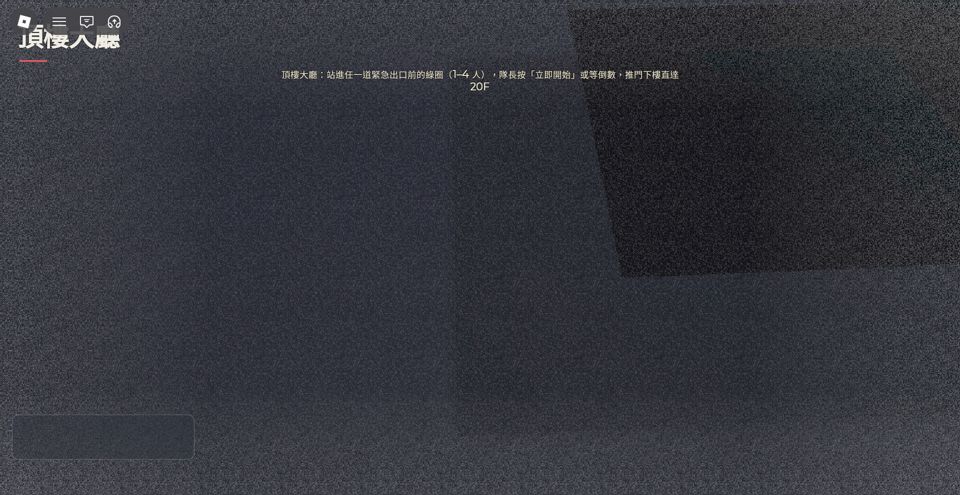 頂樓大廳
頂樓大廳：站進任一道緊急出口前的綠圈（1–4 人），隊長按「立即開始」或等倒數，推門下樓直達
20F